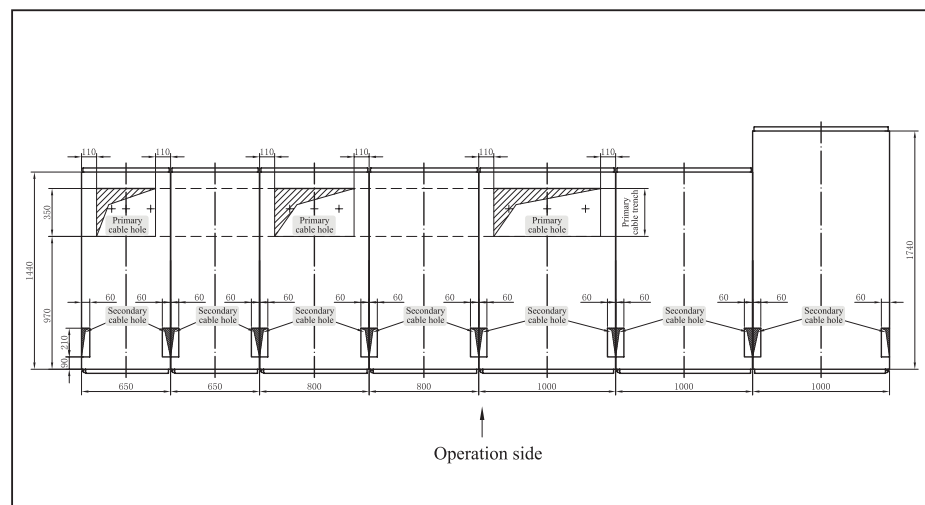 110 110 110 110 110 110
Primary cable trench
350
Primary cable hole
Primary cable hole
Primary cable hole
1440
970
1740
60 60 60 60 60 60 60 60 60 60 60 60 60 60
Secondary cable hole
Secondary cable hole
Secondary cable hole
Secondary cable hole
Secondary cable hole
Secondary cable hole
Secondary cable hole
210
90
650 650 800 800 1000 1000 1000
Operation side